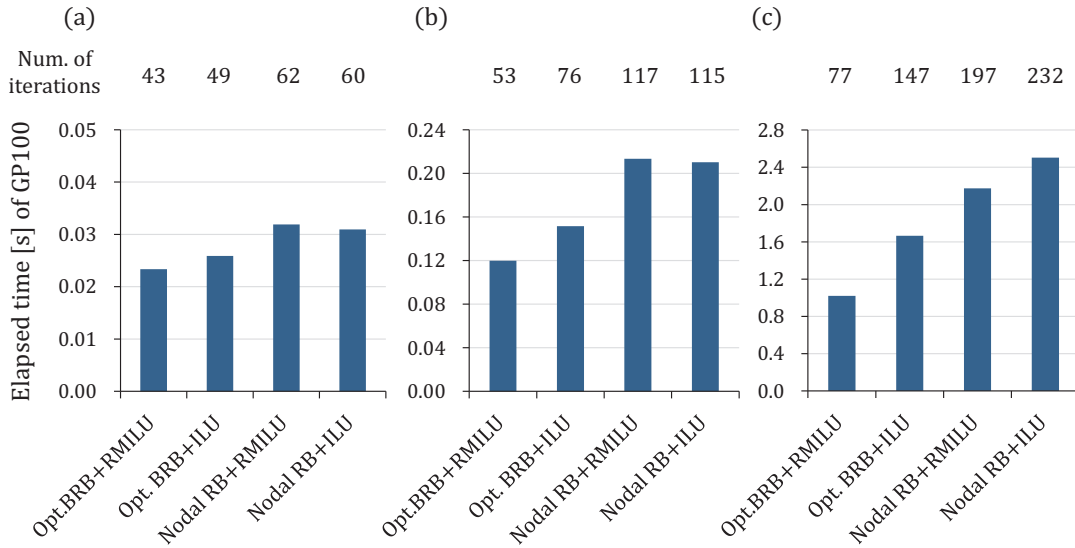 (a)
(b)
(c)
Num. of
iterations
43 49 62 60
53 76 117 115
77 147 197 232
Elapsed time [s] of GP100
0.05
0.04
0.03
0.02
0.01
0.00
Opt.BRB+RMILU
Opt. BRB+ILU
Nodal RB+RMILU
Nodal RB+ILU
0.24
0.20
0.16
0.12
0.08
0.04
0.00
Opt.BRB+RMILU
Opt. BRB+ILU
Nodal RB+RMILU
Nodal RB+ILU
2.8
2.4
2.0
1.6
1.2
0.8
0.4
0.0
Opt.BRB+RMILU
Opt. BRB+ILU
Nodal RB+RMILU
Nodal RB+ILU